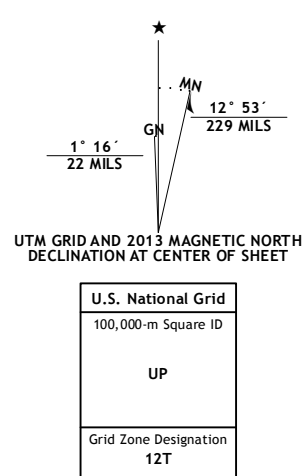 ★
MN
12° 53´
229 MILS
GN
1° 16´
22 MILS
UTM GRID AND 2013 MAGNETIC NORTH
DECLINATION AT CENTER OF SHEET
U.S. National Grid
100,000-m Square ID
UP
Grid Zone Designation
12T